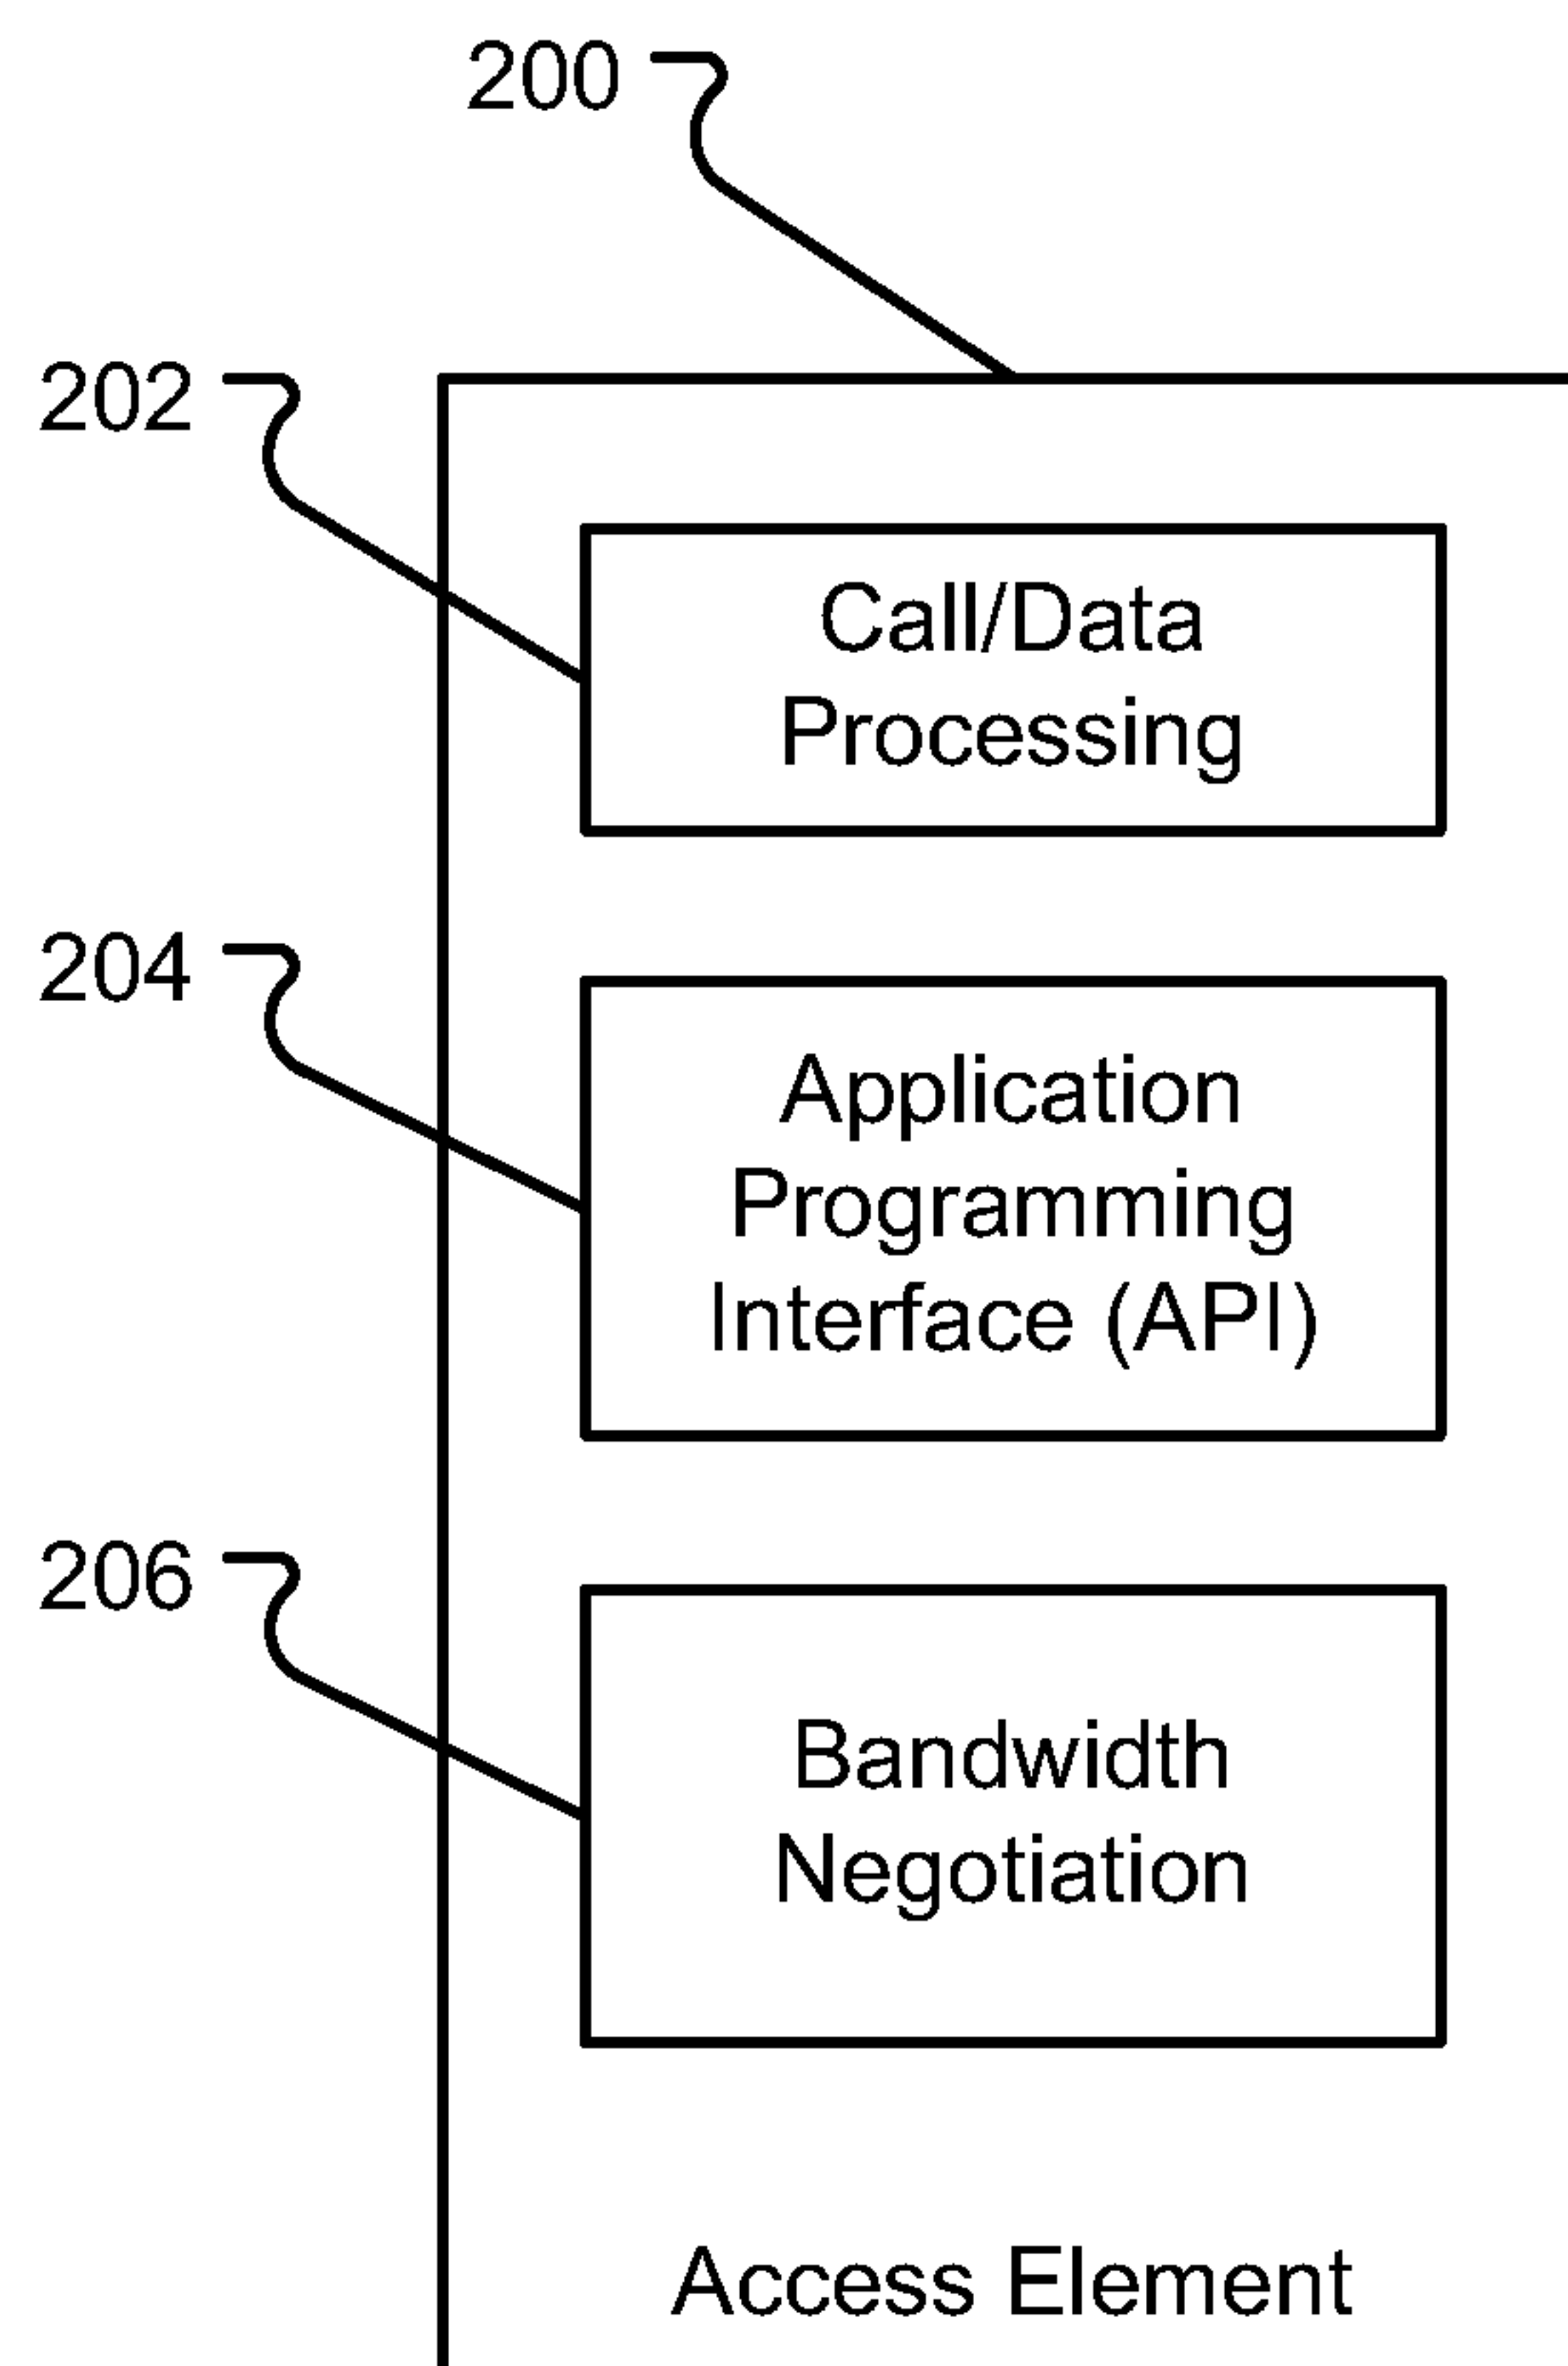 200
202
Call/Data
Processing
204
Application
Programming
Interface (API)
206
Bandwidth
Negotiation
Access Element